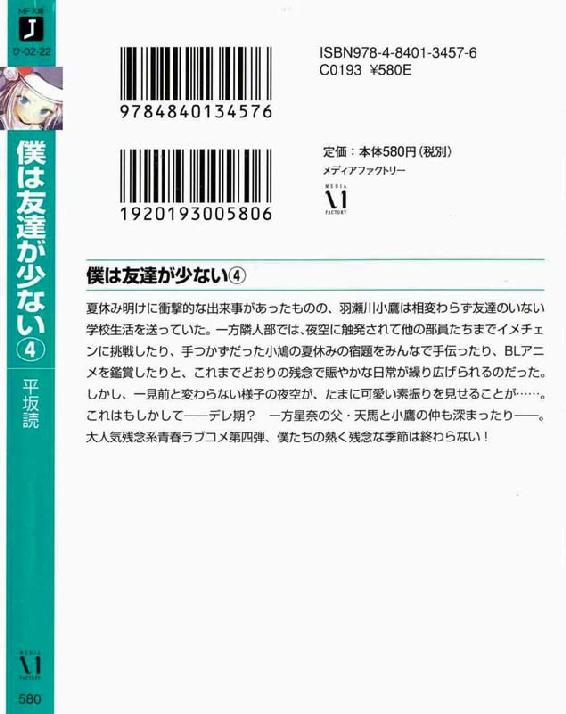 MF文庫
J
ひ-02-22
僕は友達が少ない④
平坂読
MEDIA
FACTORY
580
9784840134576
1920193005806
ISBN978-4-8401-3457-6
C0193 ¥580E
定価:本体580円(税別)
メディアファクトリー
MEDIA
FACTORY
僕は友達が少ない④
夏休み明けに衝撃的な出来事があったものの、羽瀬川小鷹は相変わらず友達のいない
学校生活を送っていた。一方隣人部では、夜空に触発されて他の部員たちまでイメチェ
ンに挑戦したり、手つかずだった小鳩の夏休みの宿題をみんなで手伝ったり、BLアニ
メを鑑賞したりと、これまでどおりの残念で賑やかな日常が繰り広げられるのだった。
しかし、一見前と変わらない様子の夜空が、たまに可愛い素振りを見せることが……。
これはもしかして――デレ期? 一方星奈の父・天馬と小鷹の仲も深まったり――。
大人気残念系青春ラブコメ第四弾、僕たちの熱く残念な季節は終わらない!